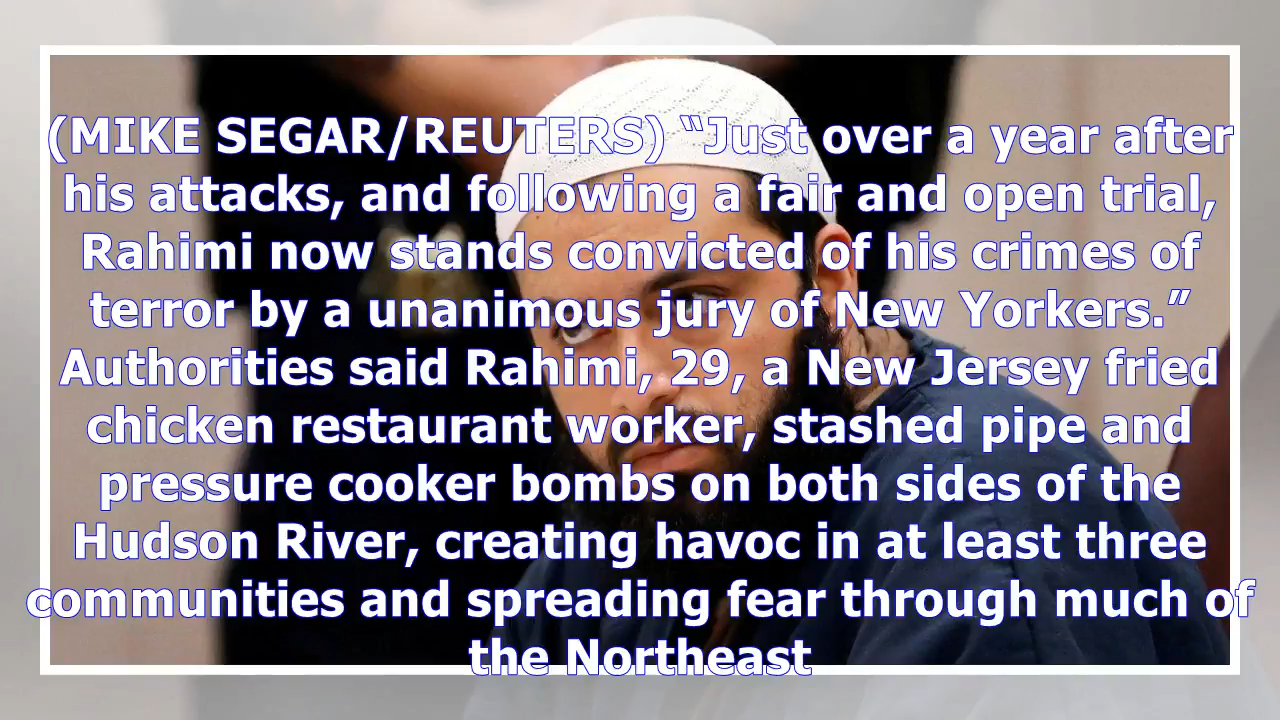 (MIKE SEGAR/REUTERS) “Just over a year after
his attacks, and following a fair and open trial,
Rahimi now stands convicted of his crimes of
terror by a unanimous jury of New Yorkers.”
Authorities said Rahimi, 29, a New Jersey fried
chicken restaurant worker, stashed pipe and
pressure cooker bombs on both sides of the
Hudson River, creating havoc in at least three
communities and spreading fear through much of
the Northeast